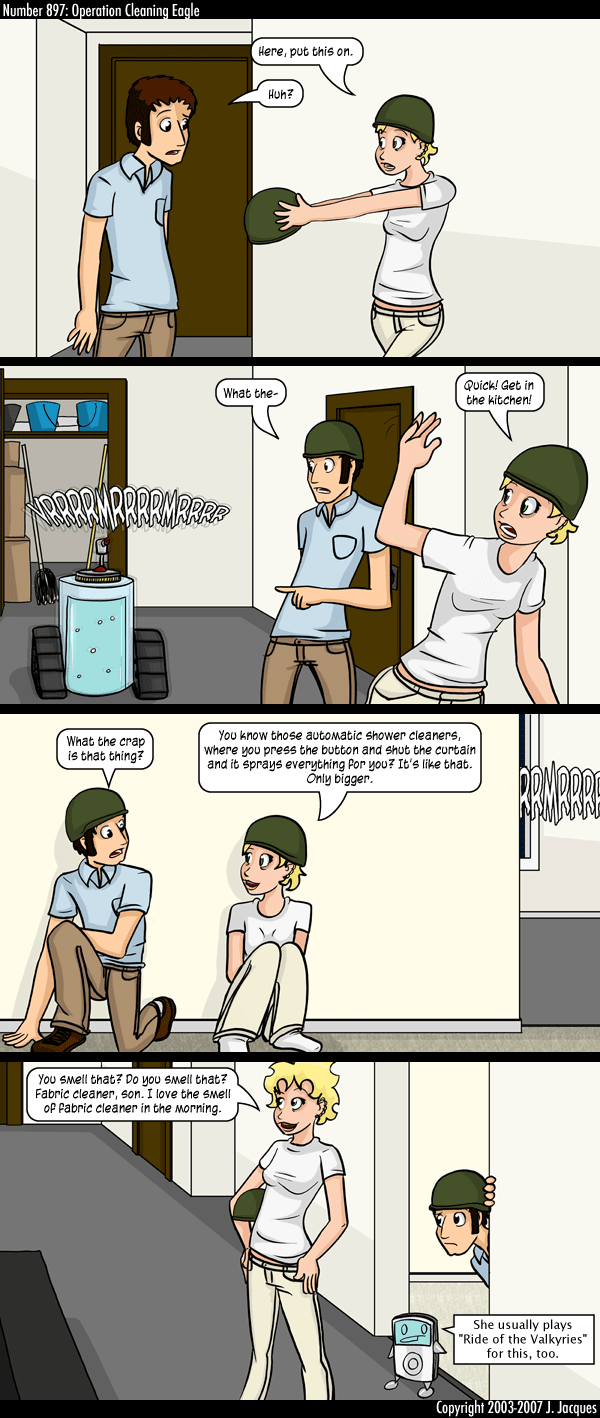 Number 897: Operation Cleaning Eagle
Here, put this on.
Huh?
What the-
Quick! Get in
the kitchen!
VRRRRMRRRRMRRRR
What the crap
is that thing?
You know those automatic shower cleaners,
where you press the button and shut the curtain
and it sprays everything for you? It's like that.
Only bigger.
RRMRRRR
You smell that? Do you smell that?
Fabric cleaner, son. I love the smell
of fabric cleaner in the morning.
She usually plays
"Ride of the Valkyries"
for this, too.
Copyright 2003-2007 J. Jacques